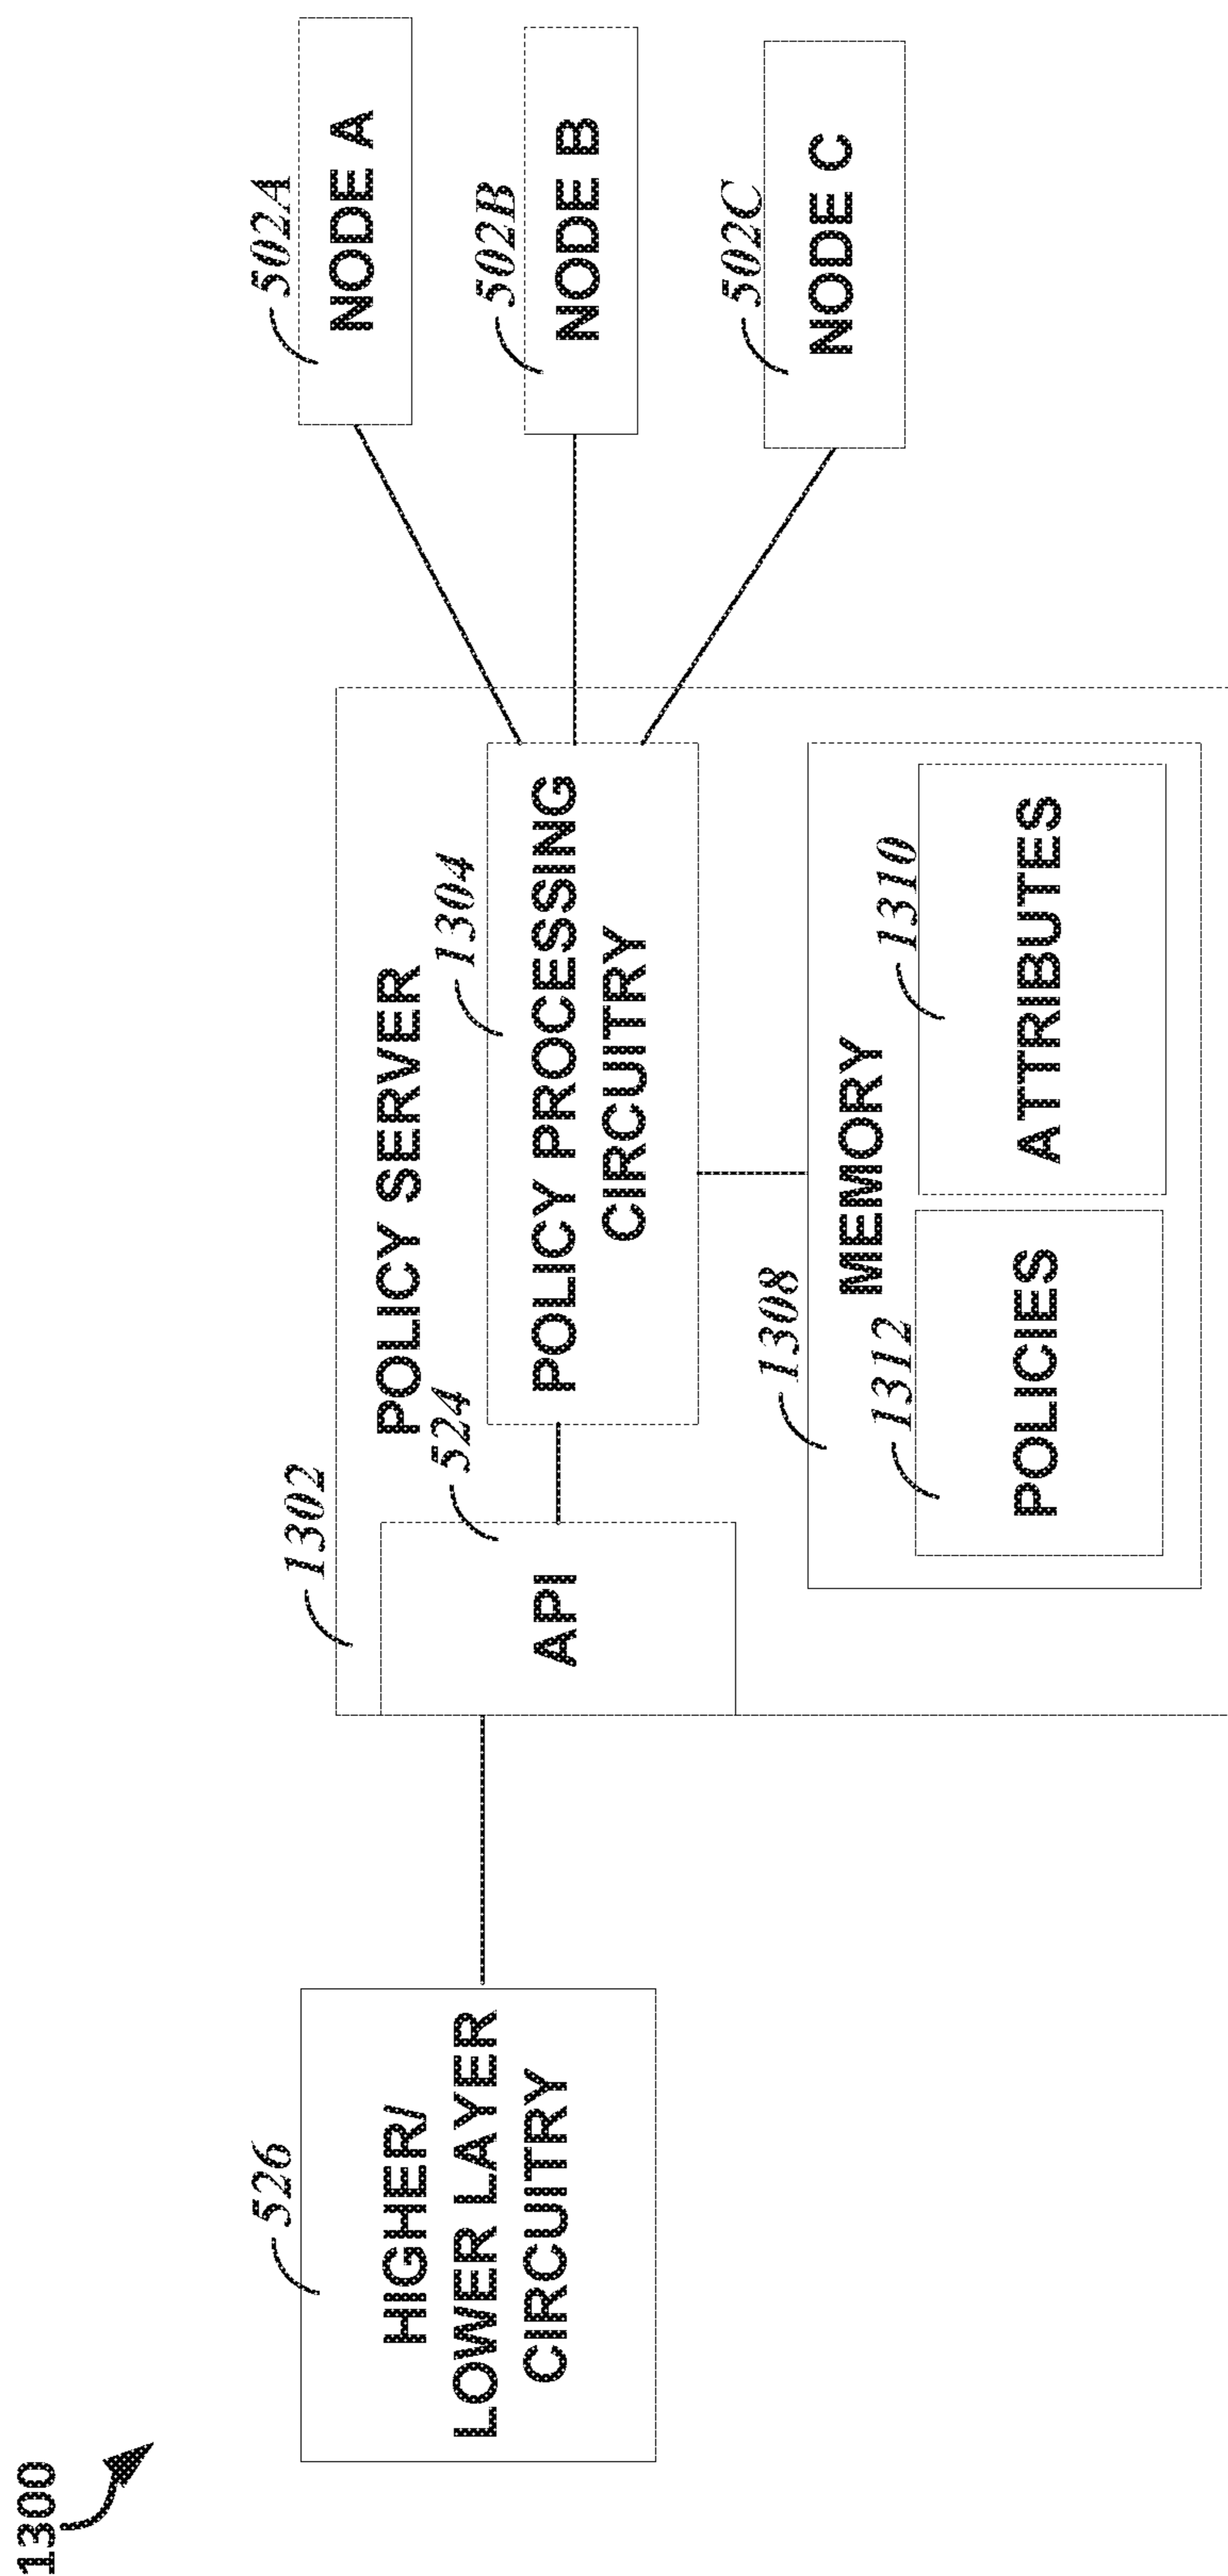 1300
526
HIGHER/
LOWER LAYER
CIRCUITRY
1302
POLICY SERVER
524
API
1304
POLICY PROCESSING
CIRCUITRY
1308
MEMORY
1312
POLICIES
1310
ATTRIBUTES
502A
NODE A
502B
NODE B
502C
NODE C